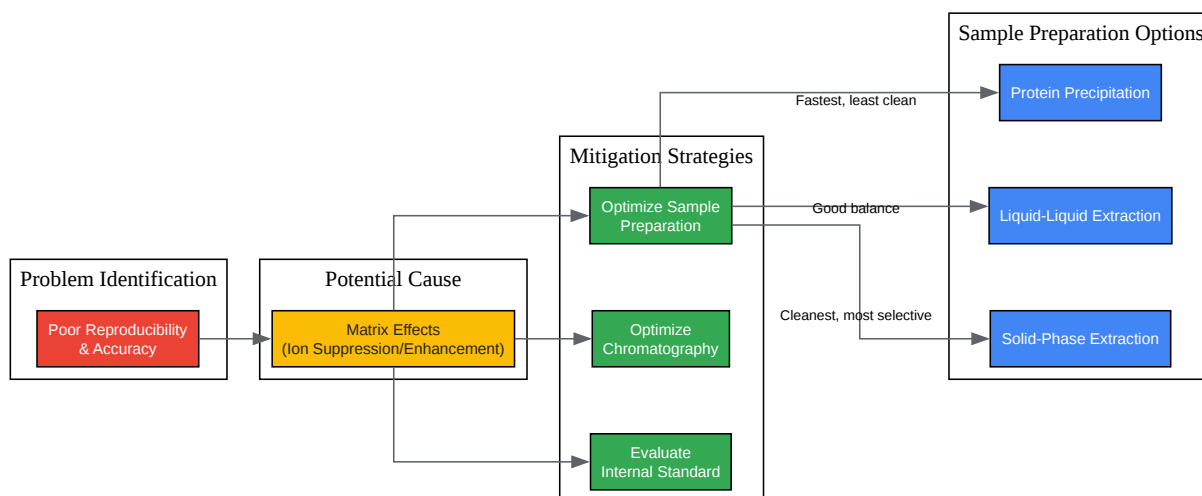 Problem Identification
Poor Reproducibility
& Accuracy
Potential Cause
Matrix Effects
(Ion Suppression/Enhancement)
Mitigation Strategies
Optimize Sample
Preparation
Optimize
Chromatography
Evaluate
Internal Standard
Fastest, least clean
Good balance
Cleanest, most selective
Sample Preparation Options
Protein Precipitation
Liquid-Liquid Extraction
Solid-Phase Extraction